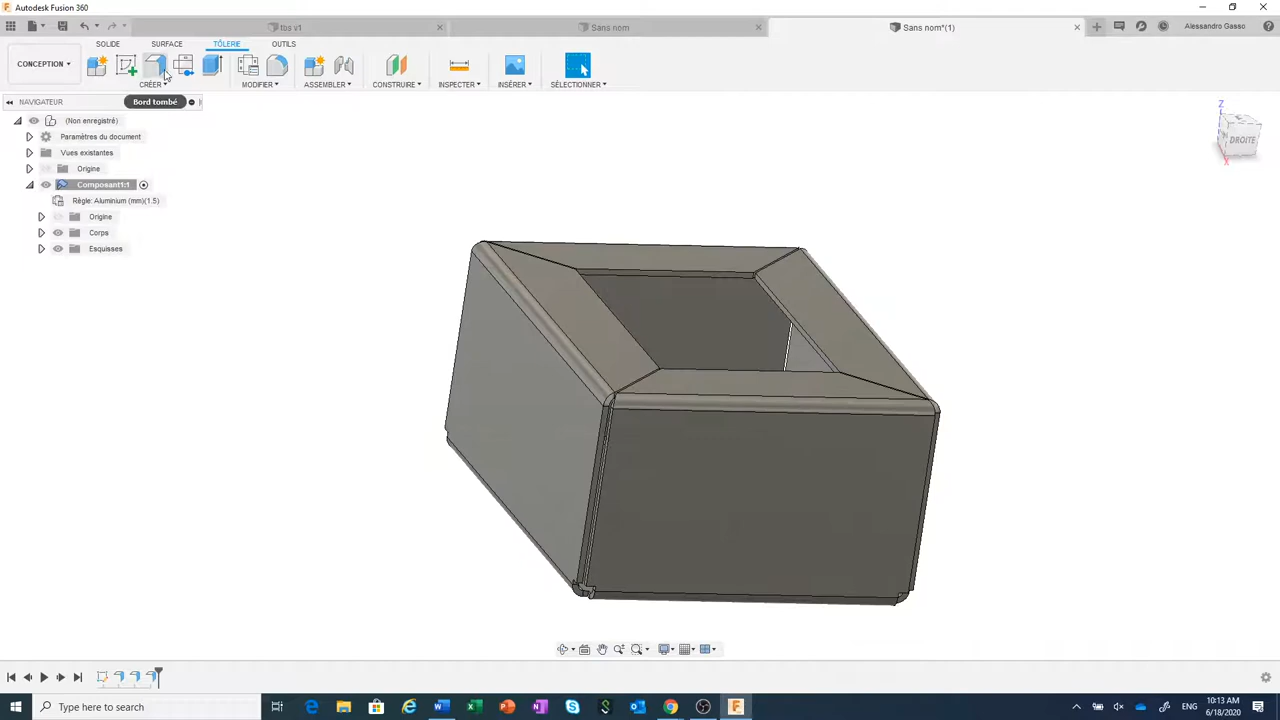 Autodesk Fusion 360
tbs v1
Sans nom
Sans nom*(1)
Alessandro Gasso
CONCEPTION
SOLIDE
SURFACE
TÔLERIE
OUTILS
CRÉER
MODIFIER
ASSEMBLER
CONSTRUIRE
INSPECTER
INSÉRER
SÉLECTIONNER
NAVIGATEUR
Bord tombé
(Non enregistré)
Paramètres du document
Vues existantes
Origine
Composant1:1
Règle: Aluminium (mm)(1.5)
Origine
Corps
Esquisses
Z
DROITE
X
Type here to search
ENG
10:13 AM
6/18/2020